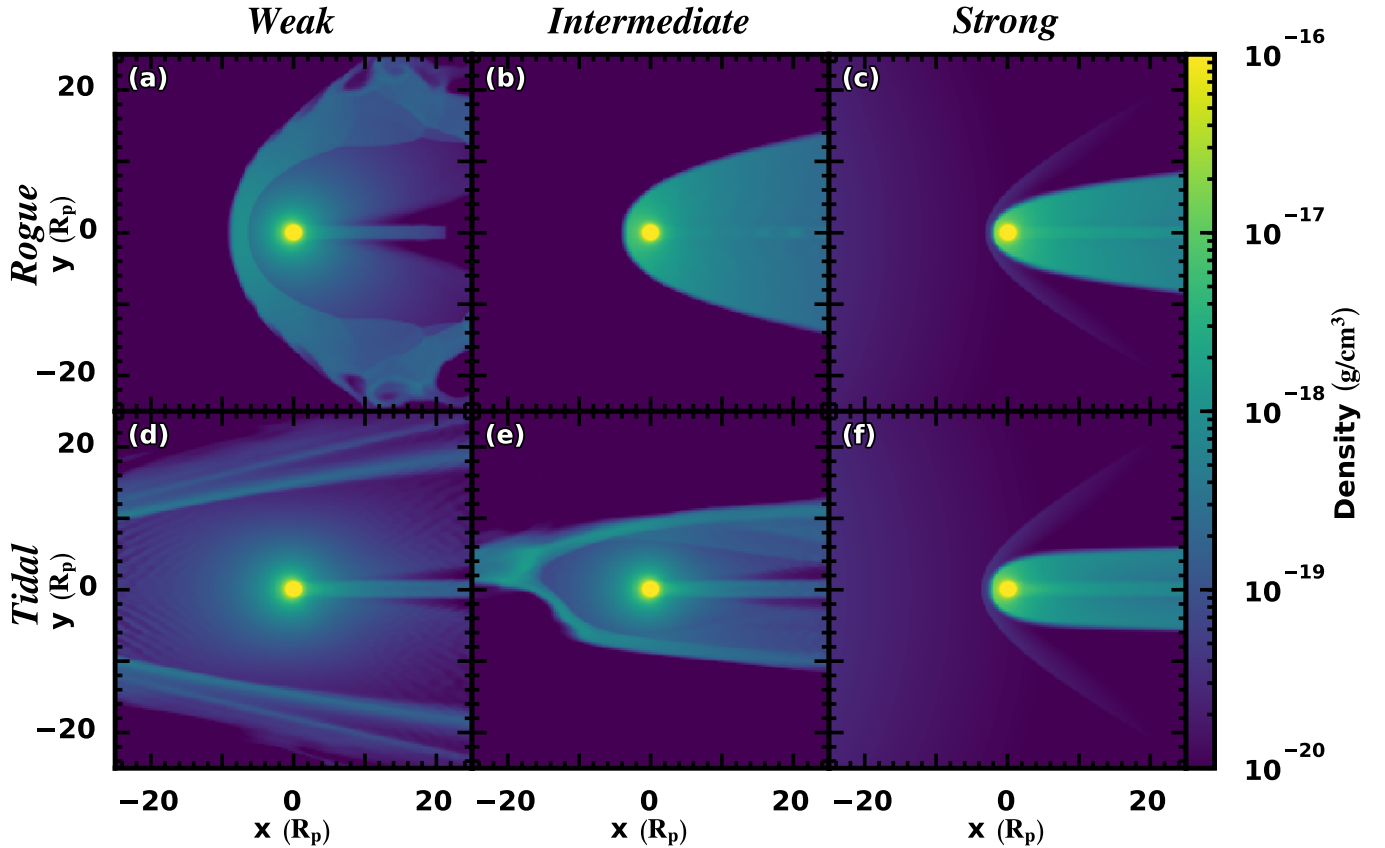 Weak Intermediate Strong
(a) (b) (c)
20
0
−20
Rogue
y (Rp)
(d) (e) (f)
20
0
−20
Tidal
y (Rp)
−20 0 20 −20 0 20 −20 0 20
x (Rp) x (Rp) x (Rp)
10−16
10−17
10−18
10−19
10−20
Density (g/cm3)